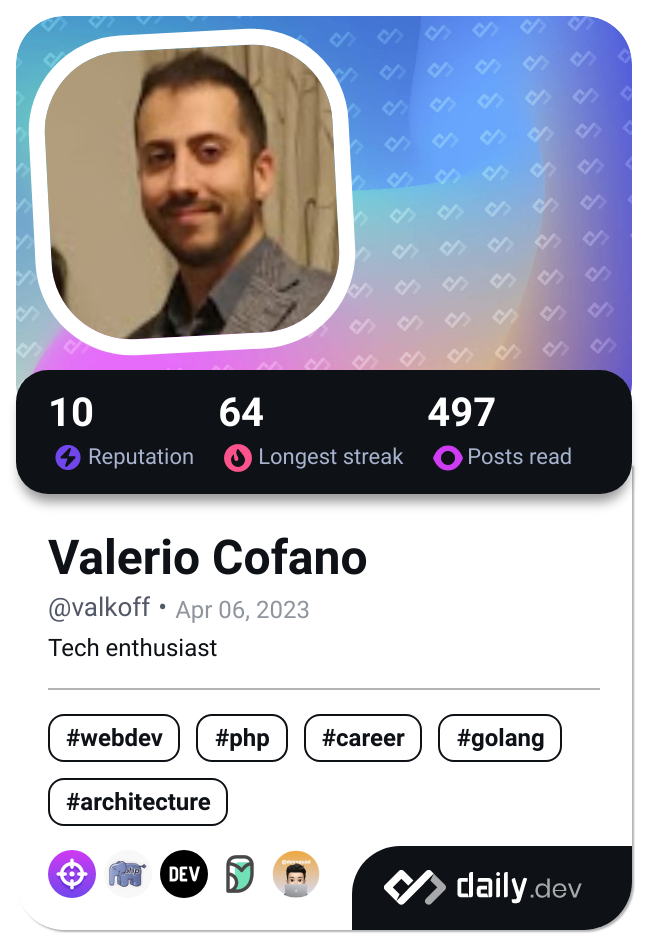 10 64 497
Reputation Longest streak Posts read
Valerio Cofano
@valkoff • Apr 06, 2023
Tech enthusiast
#webdev #php #career #golang
#architecture
php DEV
daily.dev